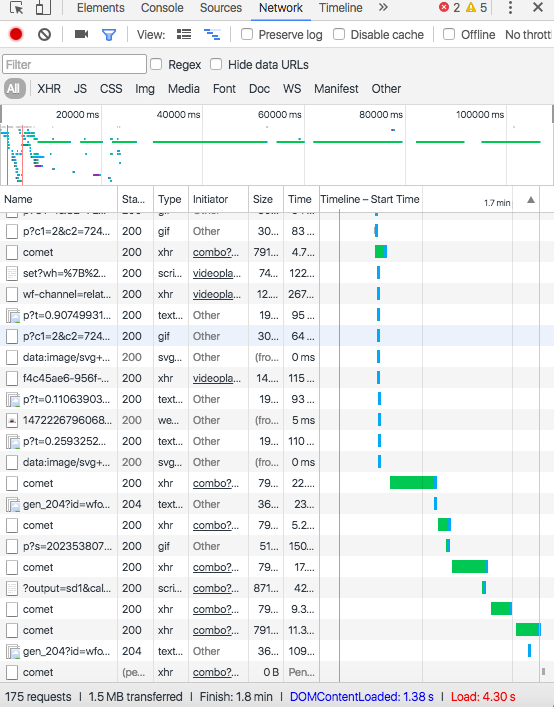 Elements Console Sources Network Timeline » 2 5
View: Preserve log Disable cache Offline No thrott
Filter Regex Hide data URLs
All XHR JS CSS Img Media Font Doc WS Manifest Other
20000 ms 40000 ms 60000 ms 80000 ms 100000 ms
Name Sta... Type Initiator Size Time Timeline – Start Time 1.7 min
p?c1=2&c2=724... 200 gif Other 30... 83 ...
comet 200 xhr combo?... 791... 4.7...
set?wh=%7B%2... 200 scri... videopla... 74... 122...
wf-channel=relat... 200 xhr videopla... 12.... 267...
p?t=0.90749931... 200 text... Other 19... 95 ...
p?c1=2&c2=724... 200 gif Other 30... 64 ...
data:image/svg+... 200 svg... Other (fro... 0 ms
f4c45ae6-956f-... 200 xhr videopla... 14.... 115 ...
p?t=0.11063903... 200 text... Other 19... 93 ...
1472226796068... 200 we... Other (fro... 5 ms
p?t=0.2593252... 200 text... Other 19... 110 ...
data:image/svg+... 200 svg... Other (fro... 0 ms
comet 200 xhr combo?... 79... 22....
gen_204?id=wfo... 204 text... Other 36... 23...
comet 200 xhr combo?... 79... 5.2...
p?s=202353807... 200 gif Other 51... 150...
comet 200 xhr combo?... 79... 17....
?output=sd1&cal... 200 scri... Other 871... 42...
comet 200 xhr combo?... 79... 9.3...
comet 200 xhr combo?... 791... 11.3...
gen_204?id=wfo... 204 text... Other 36... 109...
comet (pe... xhr combo?... 0 B Pen...
175 requests | 1.5 MB transferred | Finish: 1.8 min | DOMContentLoaded: 1.38 s | Load: 4.30 s